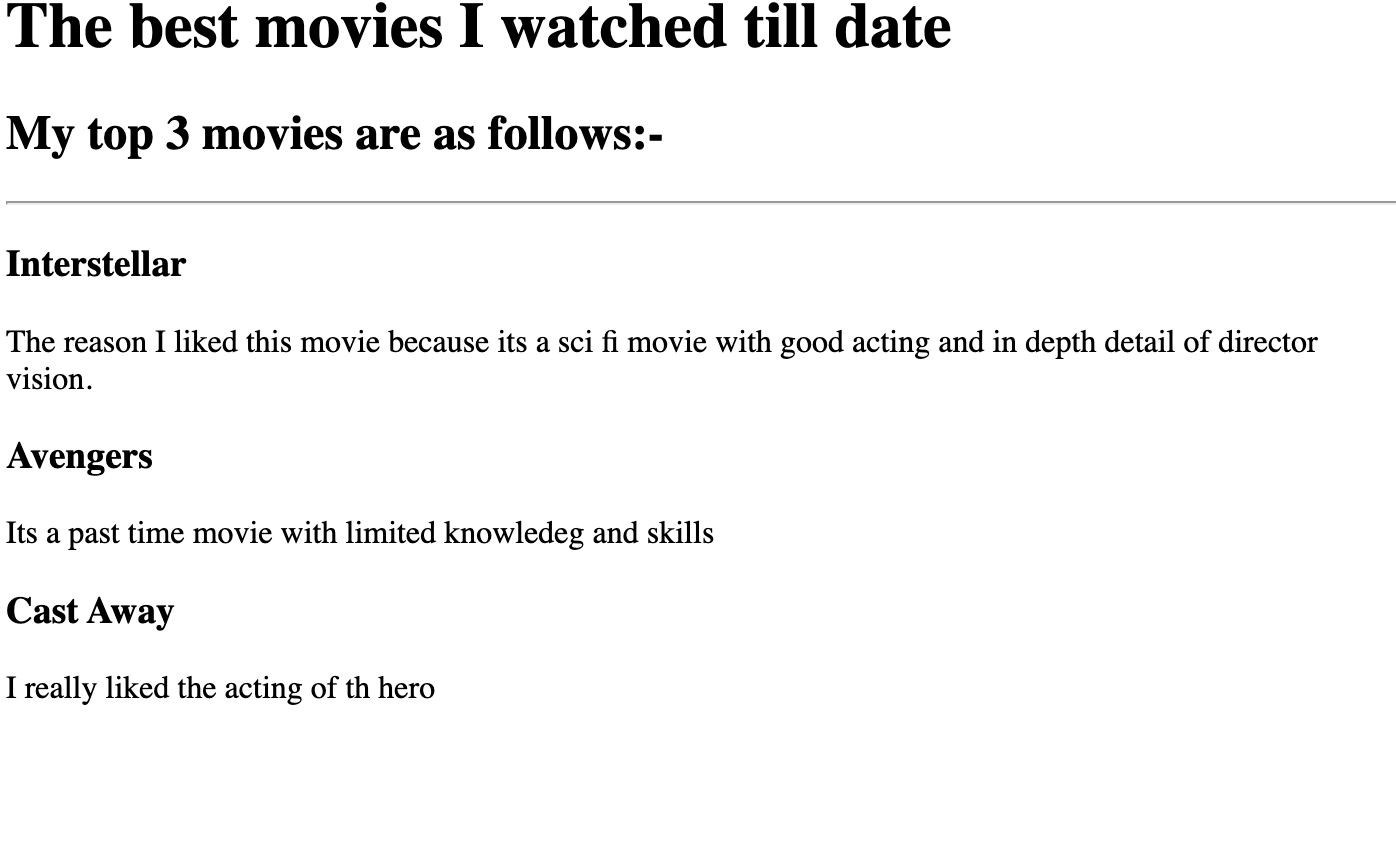 The best movies I watched till date
My top 3 movies are as follows:-
Interstellar
The reason I liked this movie because its a sci fi movie with good acting and in depth detail of director
vision.
Avengers
Its a past time movie with limited knowledeg and skills
Cast Away
I really liked the acting of th hero